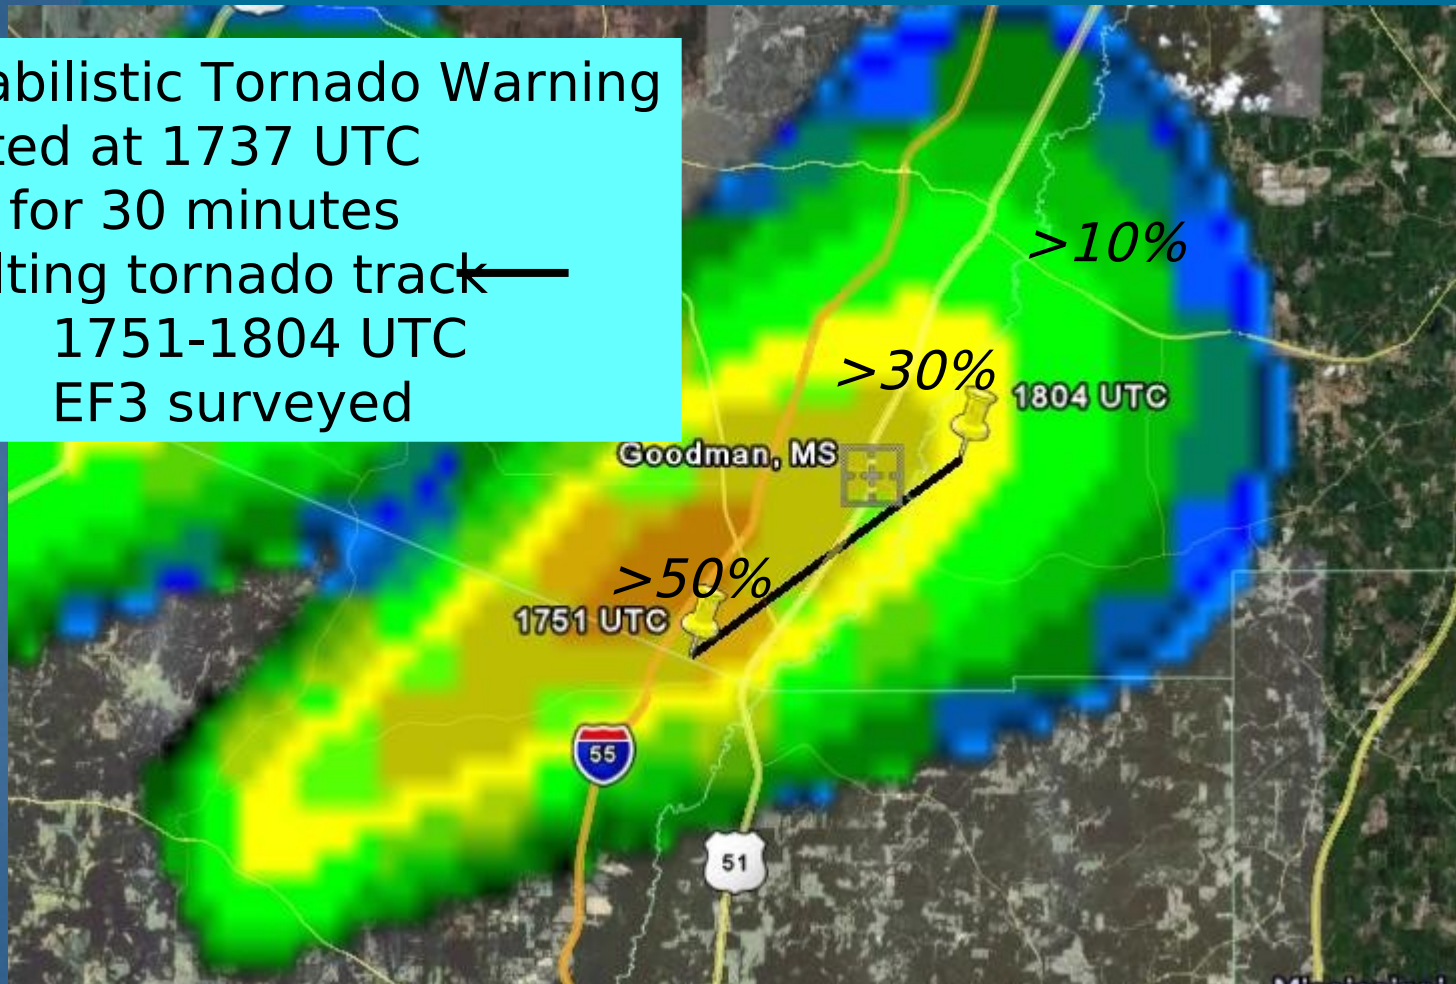 abilistic Tornado Warning
ted at 1737 UTC
for 30 minutes
lting tornado track
1751-1804 UTC
EF3 surveyed
>10%
>30%
1804 UTC
Goodman, MS
>50%
1751 UTC
55
51